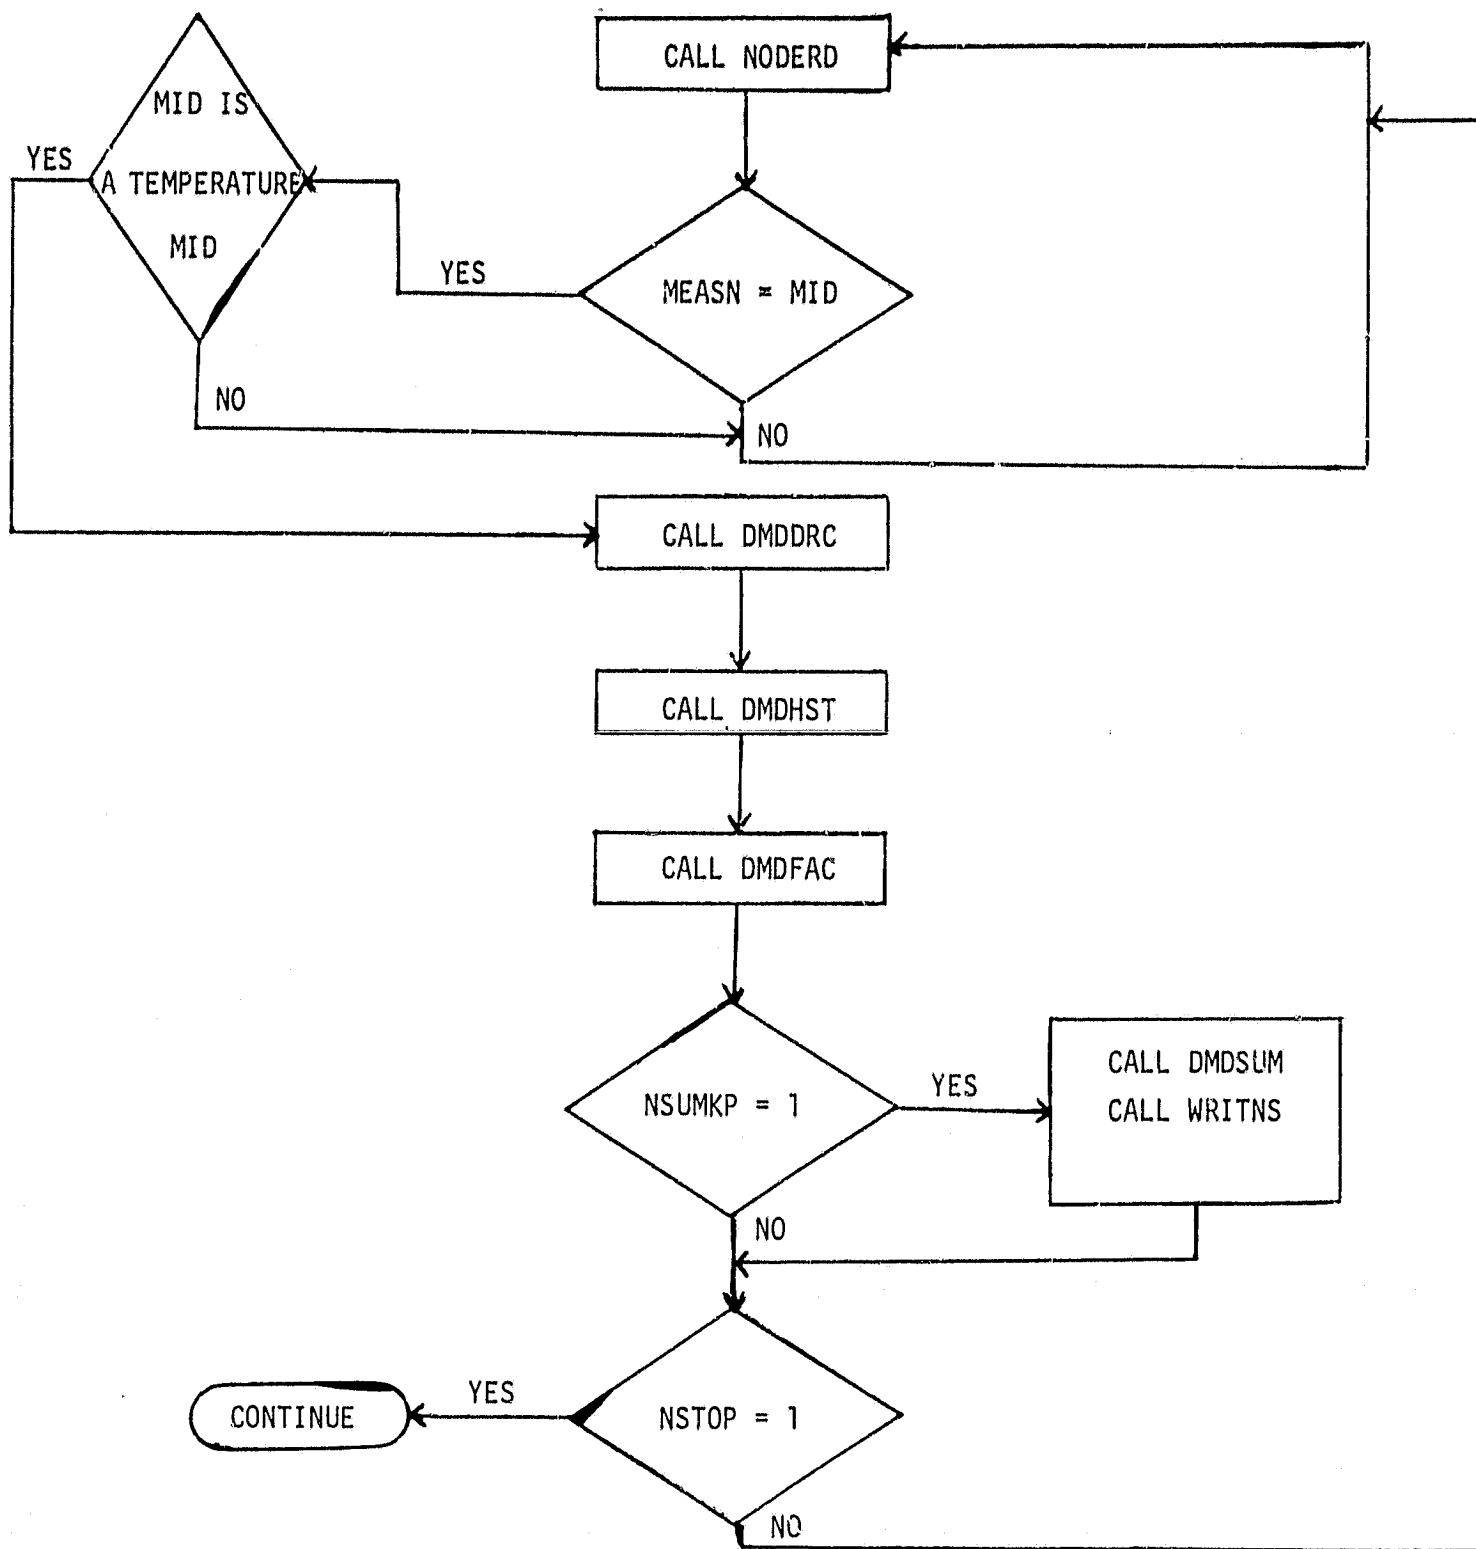 CALL NODERD
MID IS
A TEMPERATURE
MID
YES
YES
MEASN = MID
NO
NO
CALL DMDDRC
CALL DMDHST
CALL DMDFAC
NSUMKP = 1
YES
CALL DMDSUM
CALL WRITNS
NO
NSTOP = 1
YES
CONTINUE
NO